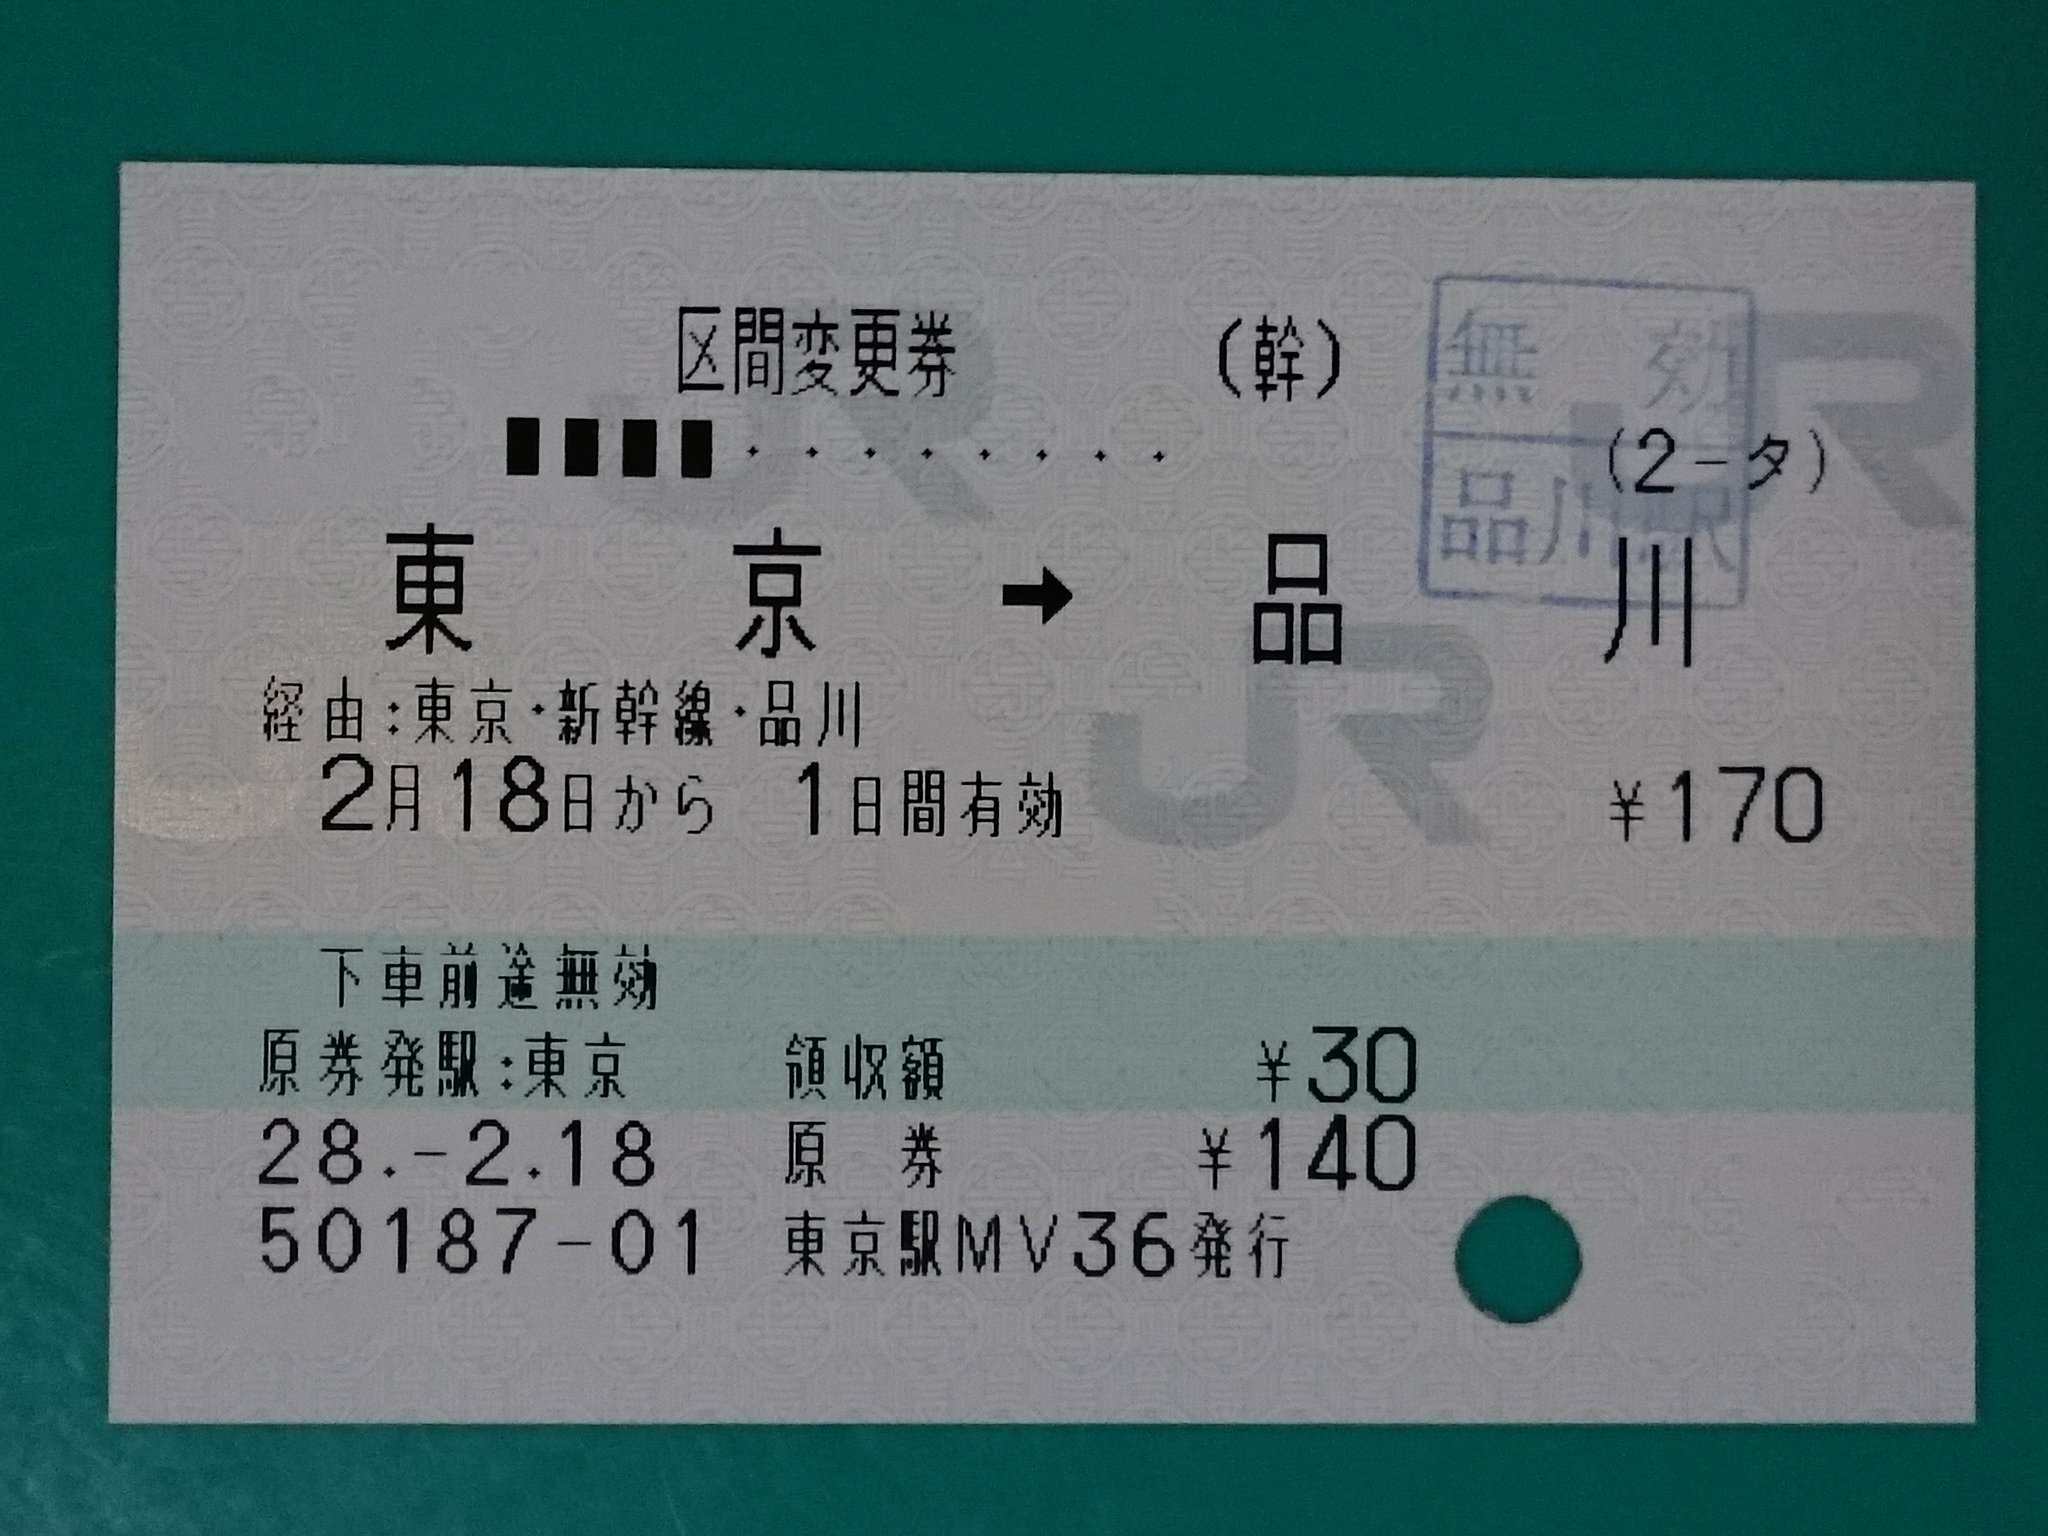 区間変更券 (幹)
■■■■········ (2-タ)
東京→品川
経由:東京·新幹線·品川
2月18日から 1日間有効 ¥170
下車前途無効
原券発駅:東京 領収額 ¥30
28.-2.18 原券 ¥140
50187-01 東京駅MV36発行
無効
品川駅
JR
JR
JR